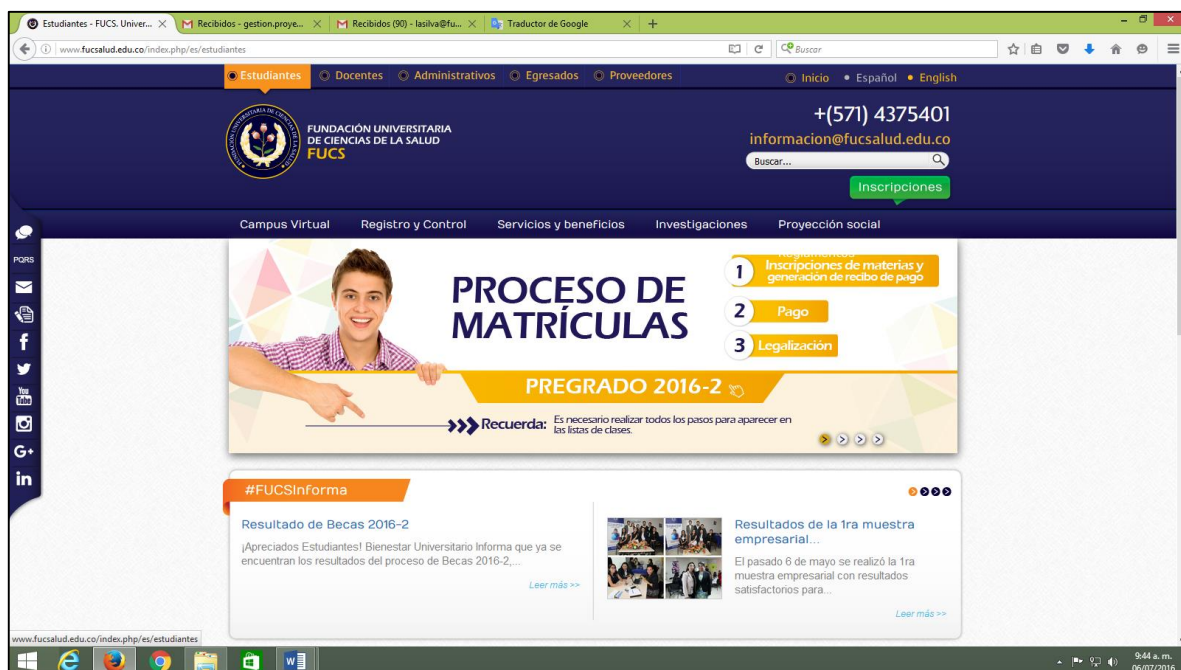 Estudiantes - FUCS. Univer...
Recibidos - gestion.proye...
Recibidos (90) - lasilva@fu...
Traductor de Google
www.fucsalud.edu.co/index.php/es/estudiantes
Buscar
Estudiantes
Docentes
Administrativos
Egresados
Proveedores
Inicio
Español
English
FUNDACIÓN UNIVERSITARIA
DE CIENCIAS DE LA SALUD
FUCS
+(571) 4375401
informacion@fucsalud.edu.co
Buscar...
Inscripciones
Campus Virtual
Registro y Control
Servicios y beneficios
Investigaciones
Proyección social
PQRS
f
You
Tube
G+
in
PROCESO DE
MATRÍCULAS
1
Inscripciones de materias y
generación de recibo de pago
2 Pago
3 Legalización
PREGRADO 2016-2
Recuerda: Es necesario realizar todos los pasos para aparecer en
las listas de clases.
#FUCSInforma
Resultado de Becas 2016-2
¡Apreciados Estudiantes! Bienestar Universitario Informa que ya se
encuentran los resultados del proceso de Becas 2016-2,...
Leer más >>
Resultados de la 1ra muestra
empresarial...
El pasado 6 de mayo se realizó la 1ra
muestra empresarial con resultados
satisfactorios para...
Leer más >>
www.fucsalud.edu.co/index.php/es/estudiantes
9:44 a. m.
06/07/2016